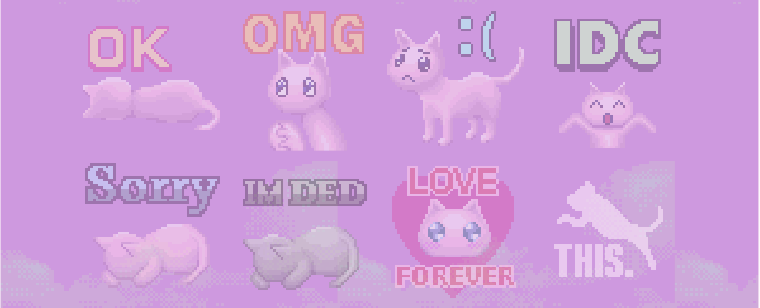 OK
OMG
:(
IDC
Sorry
IM DED
LOVE
FOREVER
THIS.